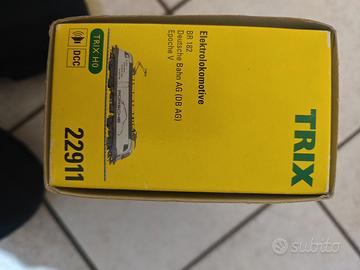 TRIX
Elektrolokomotive
BR 182
Deutsche Bahn AG (DB AG)
Epoche V
TRIX H0
DCC
22911
subito